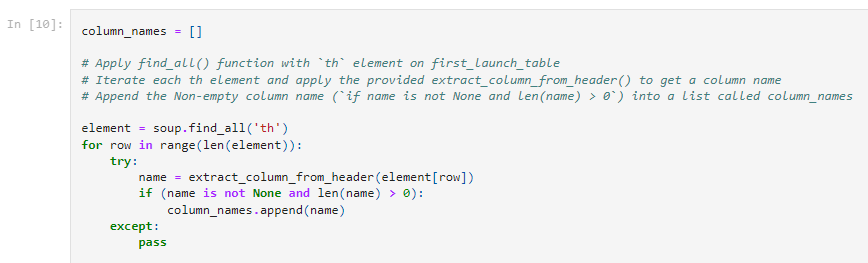 In [10]:
column_names = []
# Apply find_all() function with `th` element on first_launch_table
# Iterate each th element and apply the provided extract_column_from_header() to get a column name
# Append the Non-empty column name (`if name is not None and len(name) > 0`) into a list called column_names
element = soup.find_all('th')
for row in range(len(element)):
    try:
        name = extract_column_from_header(element[row])
        if (name is not None and len(name) > 0):
            column_names.append(name)
    except:
        pass